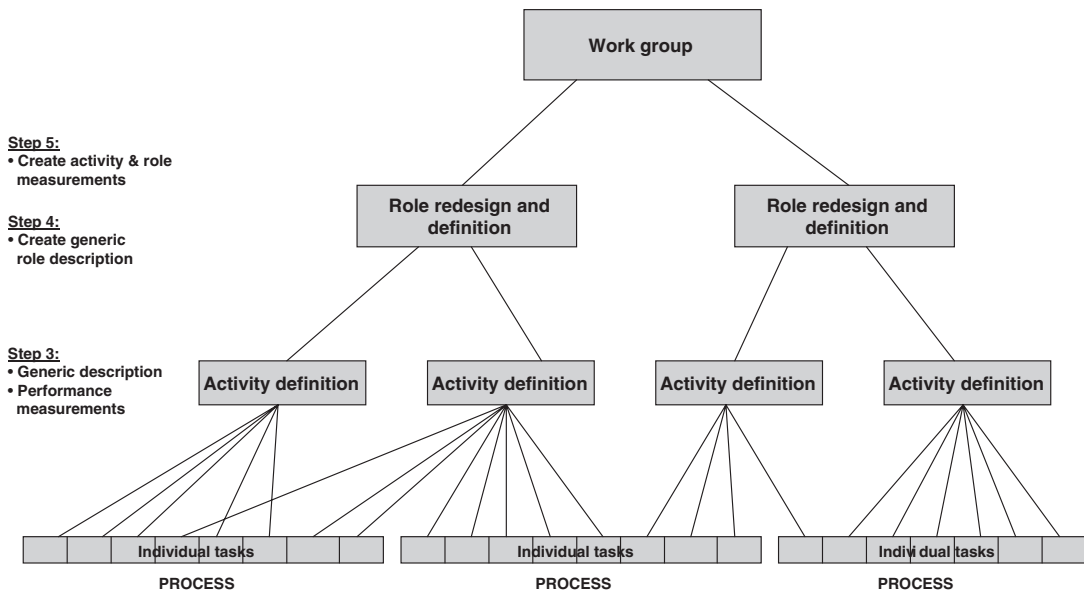 Work group
Step 5:
• Create activity & role
measurements
Role redesign and
definition
Role redesign and
definition
Step 4:
• Create generic
role description
Step 3:
• Generic description
• Performance
measurements
Activity definition
Activity definition
Activity definition
Activity definition
Individual tasks
Individual tasks
Individual tasks
PROCESS
PROCESS
PROCESS